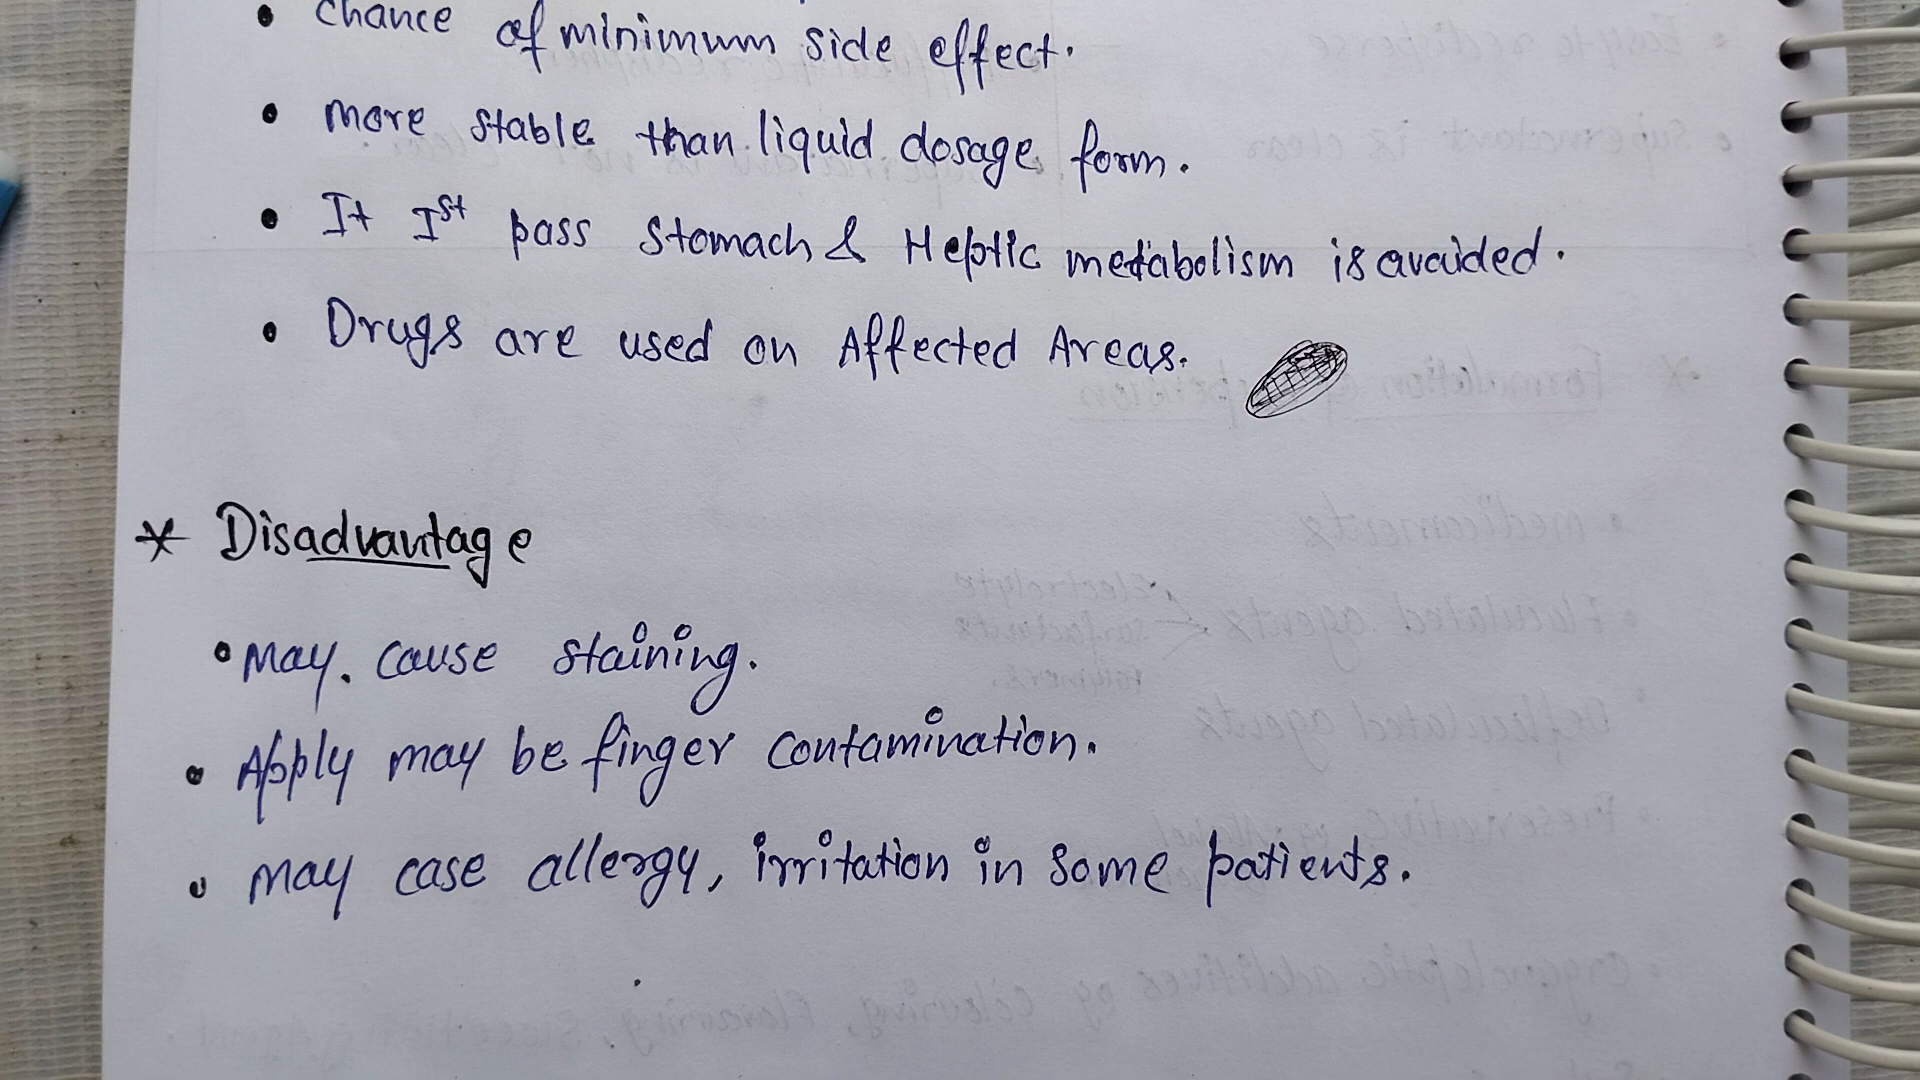 • Chance of minimum side effect.
• more stable than liquid dosage form.
• It Ist pass Stomach & Heptic metabolism is avoided.
• Drugs are used on Affected Areas.
* Disadvantage
• May. cause staining.
• Apply may be finger contamination.
• May case allergy, irritation in some patients.